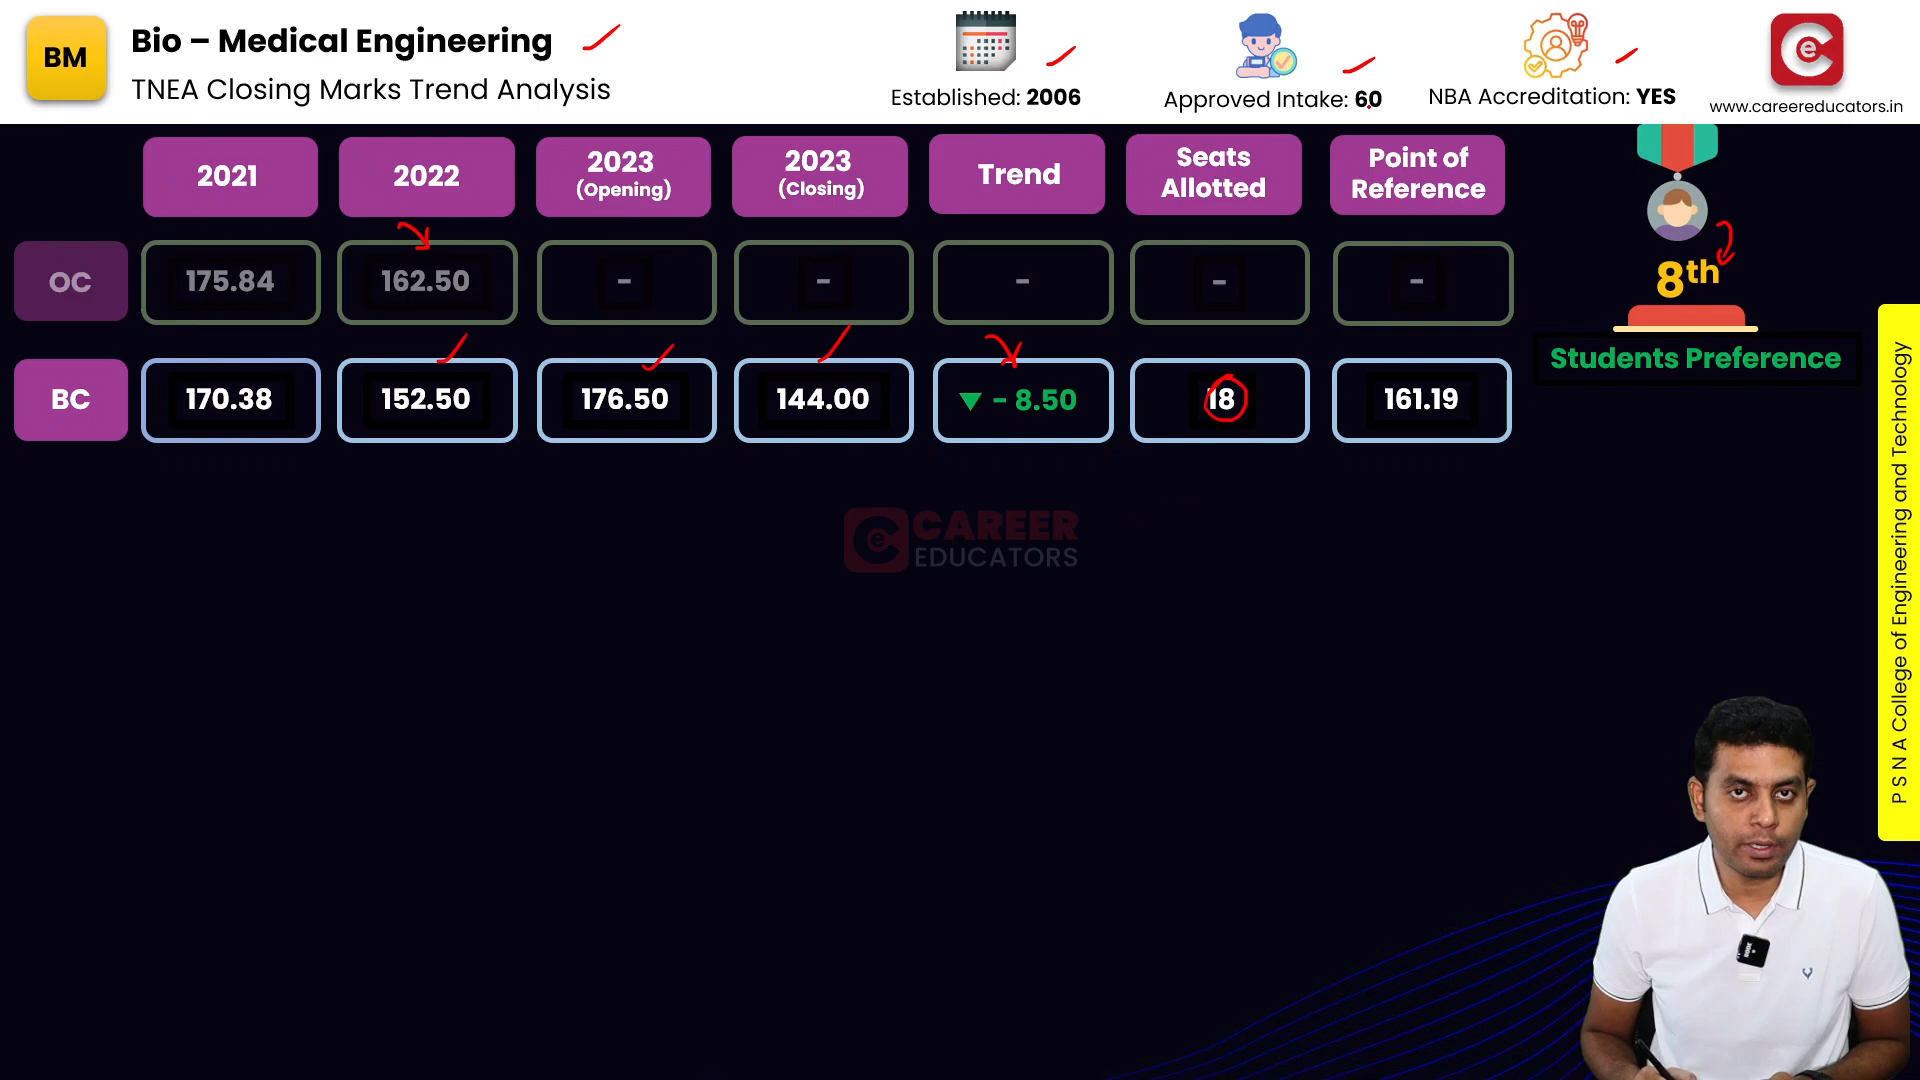 BM
Bio – Medical Engineering
TNEA Closing Marks Trend Analysis
Established: 2006
Approved Intake: 60
NBA Accreditation: YES
www.careereducators.in
2021
2022
2023
(Opening)
2023
(Closing)
Trend
Seats
Allotted
Point of
Reference
OC
175.84
162.50
-
-
-
-
-
BC
170.38
152.50
176.50
144.00
- 8.50
18
161.19
8th
Students Preference
P S N A College of Engineering and Technology
CAREER
EDUCATORS